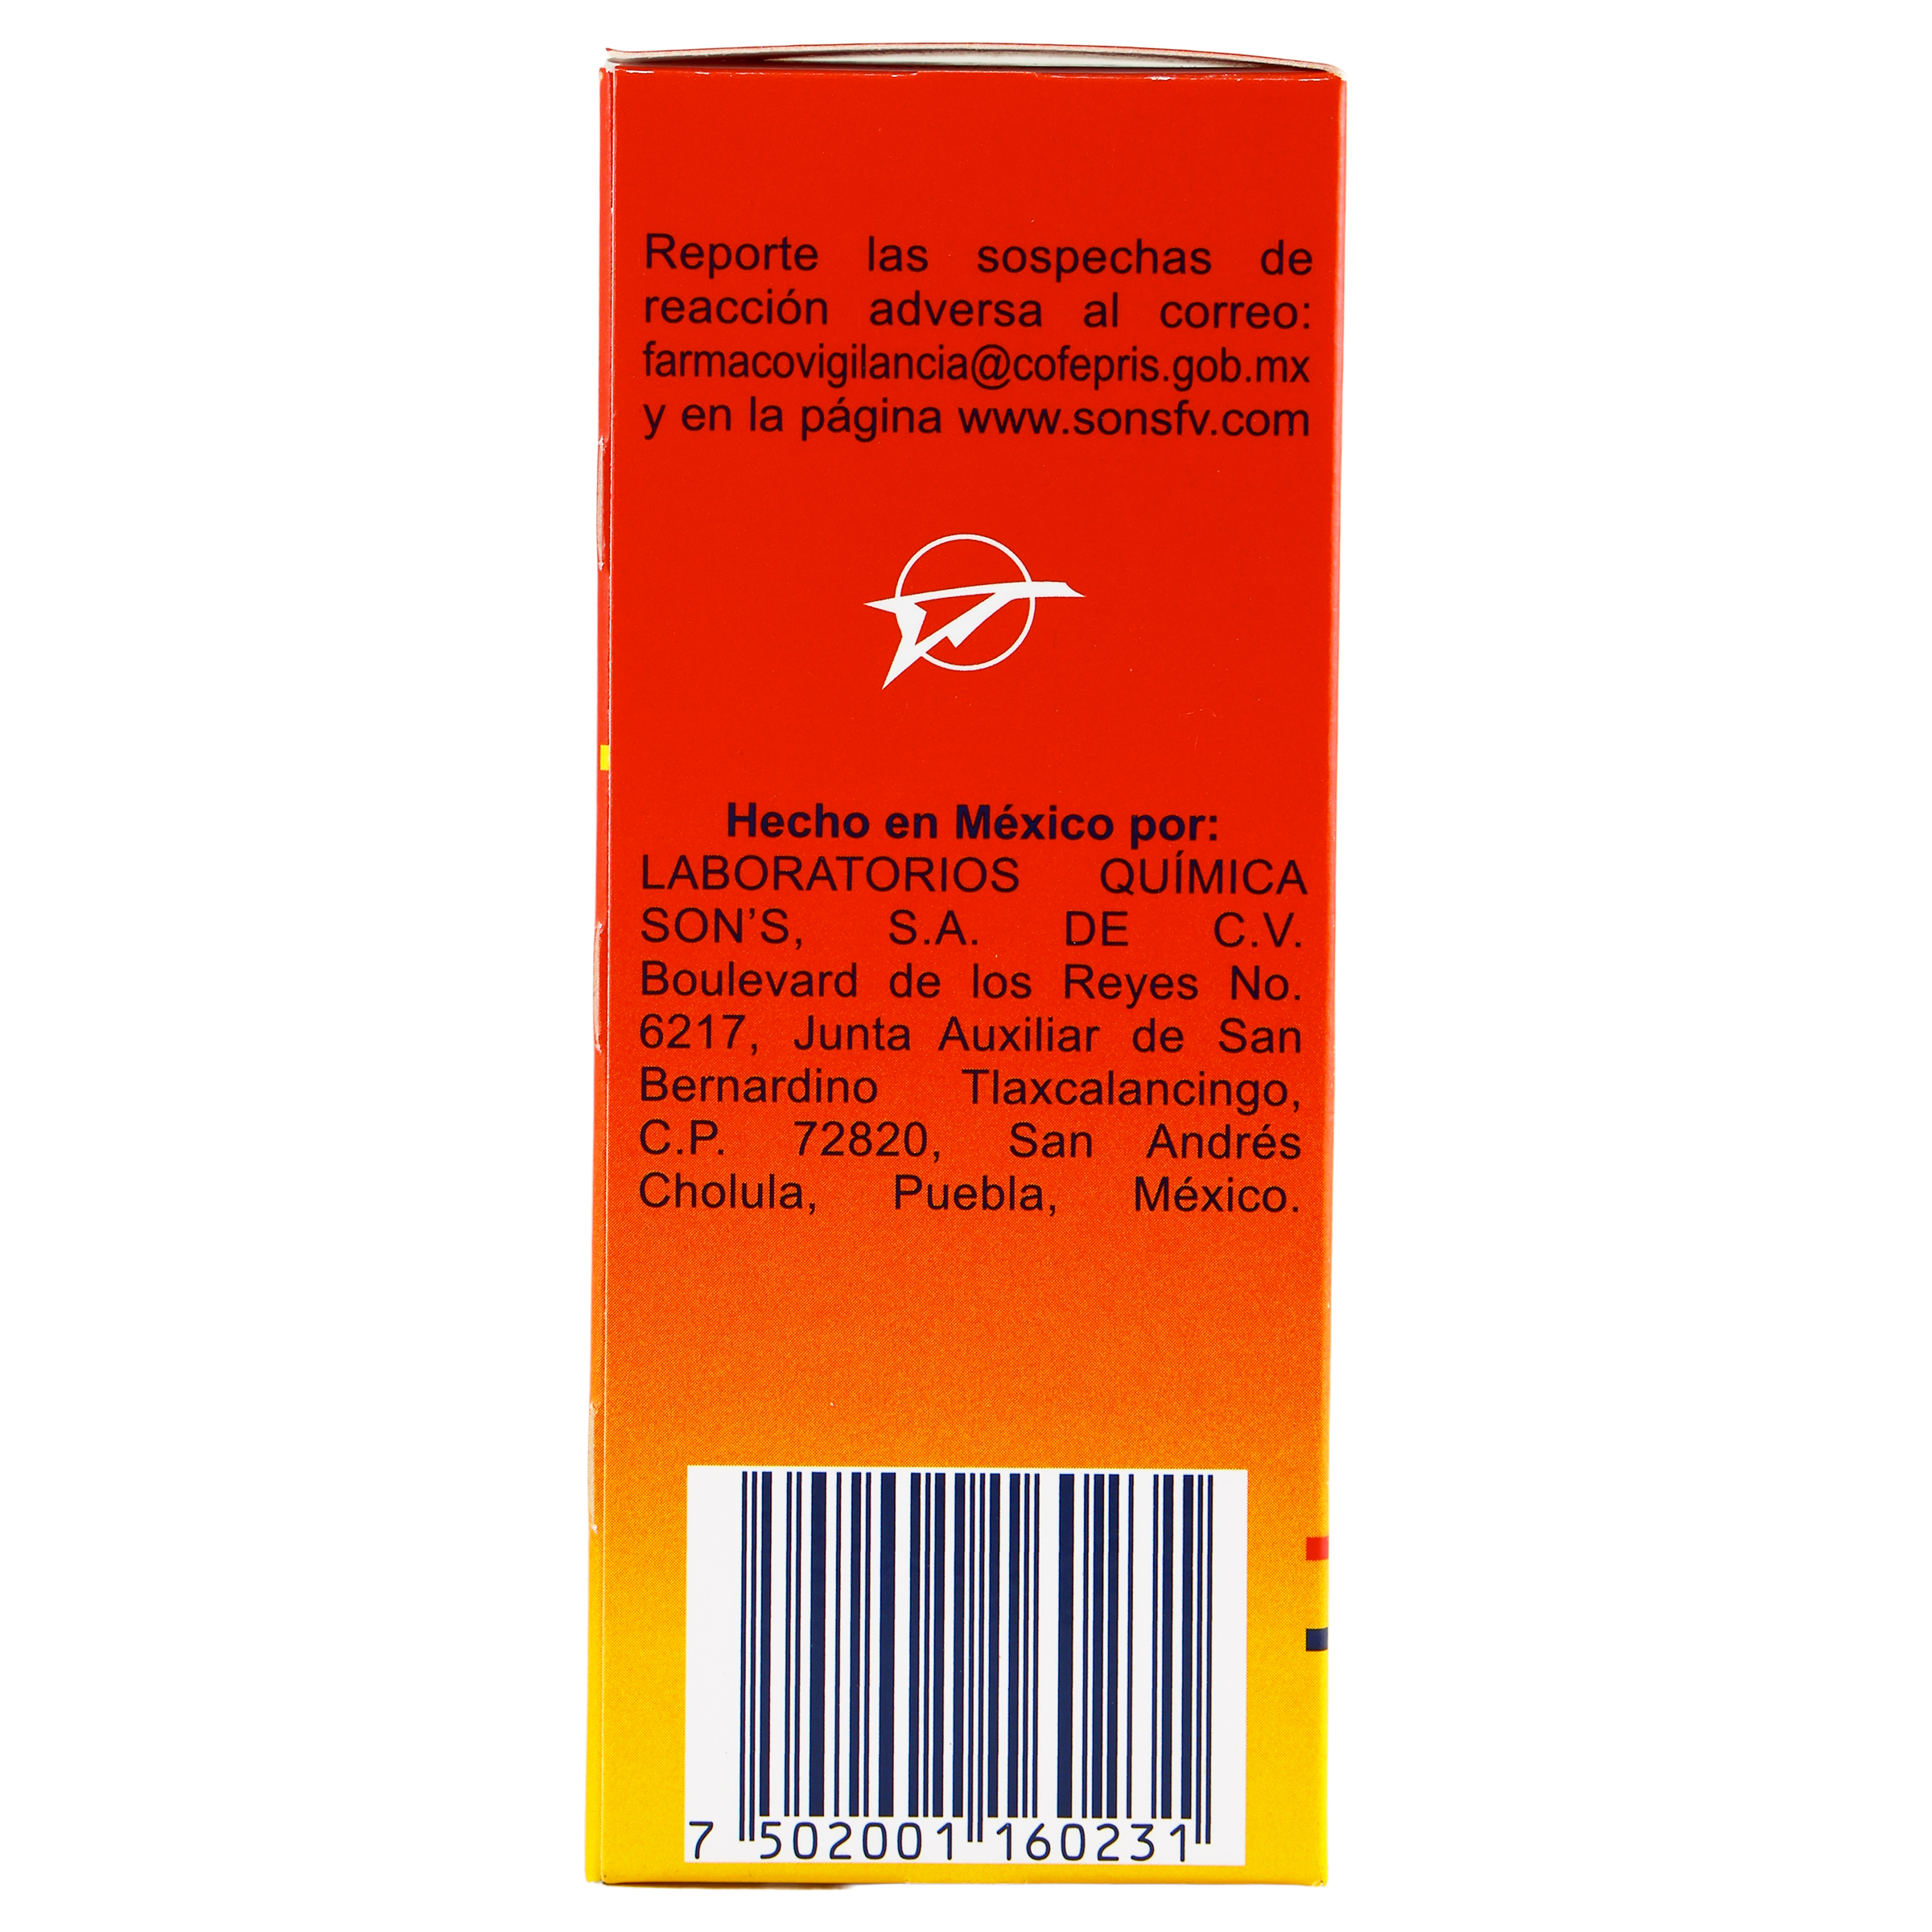 Reporte las sospechas de
reacción adversa al correo:
farmacovigilancia@cofepris.gob.mx
y en la página www.sonsfv.com
Hecho en México por:
LABORATORIOS QUÍMICA
SON'S, S.A. DE C.V.
Boulevard de los Reyes No.
6217, Junta Auxiliar de San
Bernardino Tlaxcalancingo,
C.P. 72820, San Andrés
Cholula, Puebla, México.
7 502001 160231